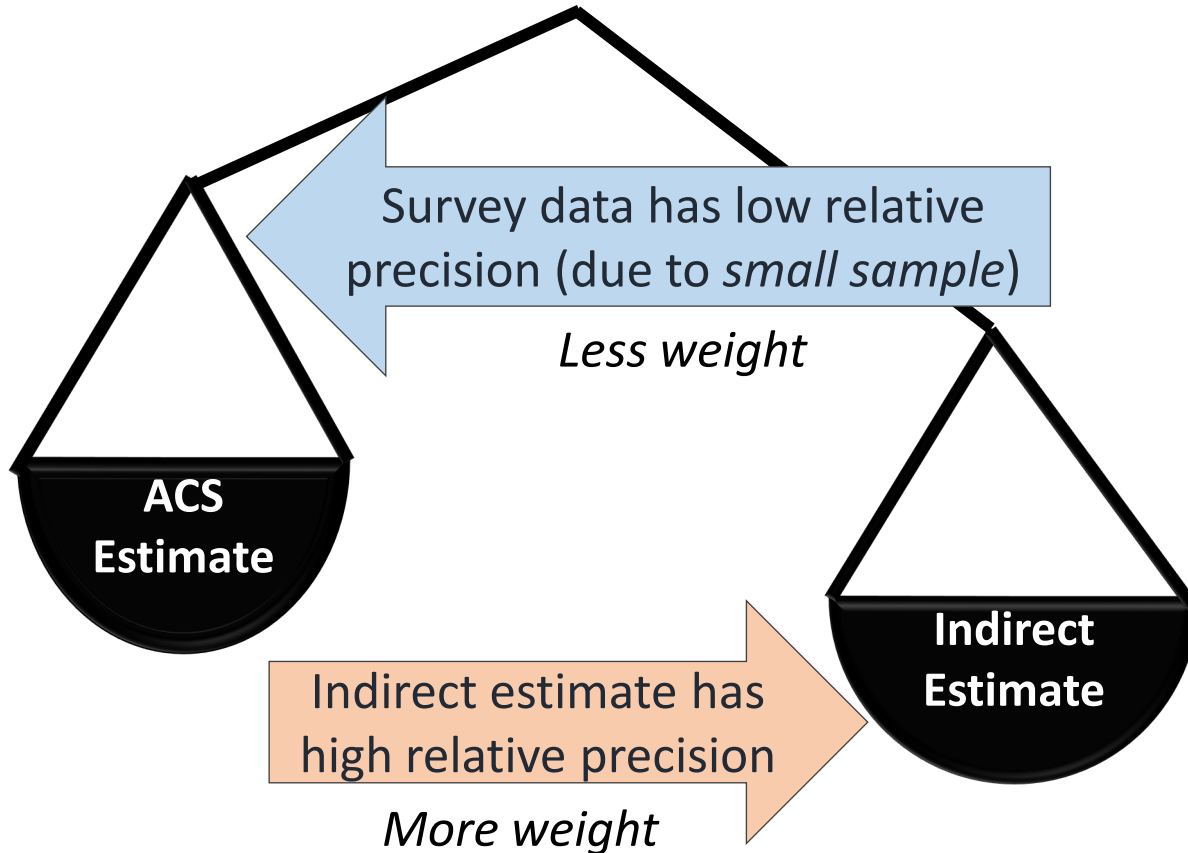 Survey data has low relative
precision (due to small sample)
Less weight
ACS
Estimate
Indirect
Estimate
Indirect estimate has
high relative precision
More weight